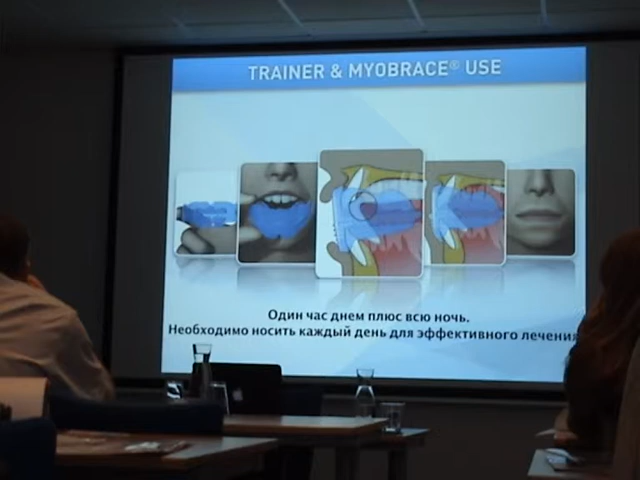 TRAINER & MYOBRACE® USE
Один час днем плюс всю ночь.
Необходимо носить каждый день для эффективного лечения